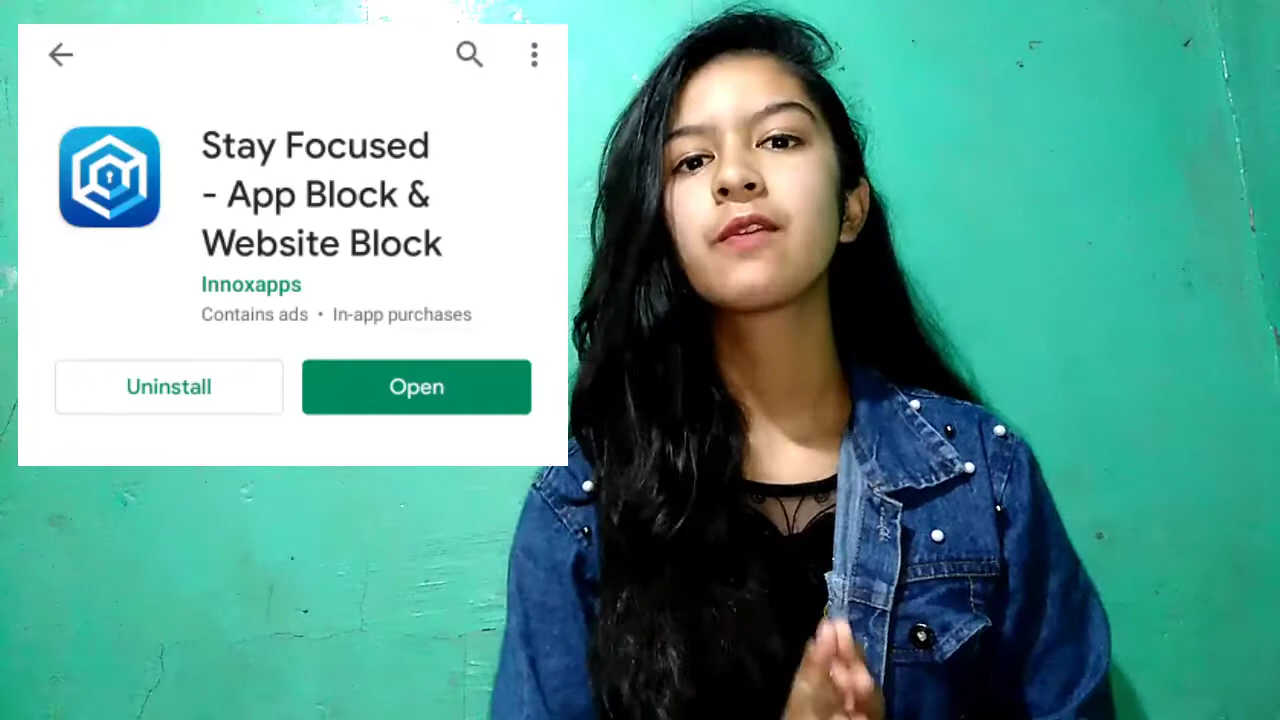 Stay Focused
- App Block &
Website Block
Innoxapps
Contains ads • In-app purchases
Uninstall
Open